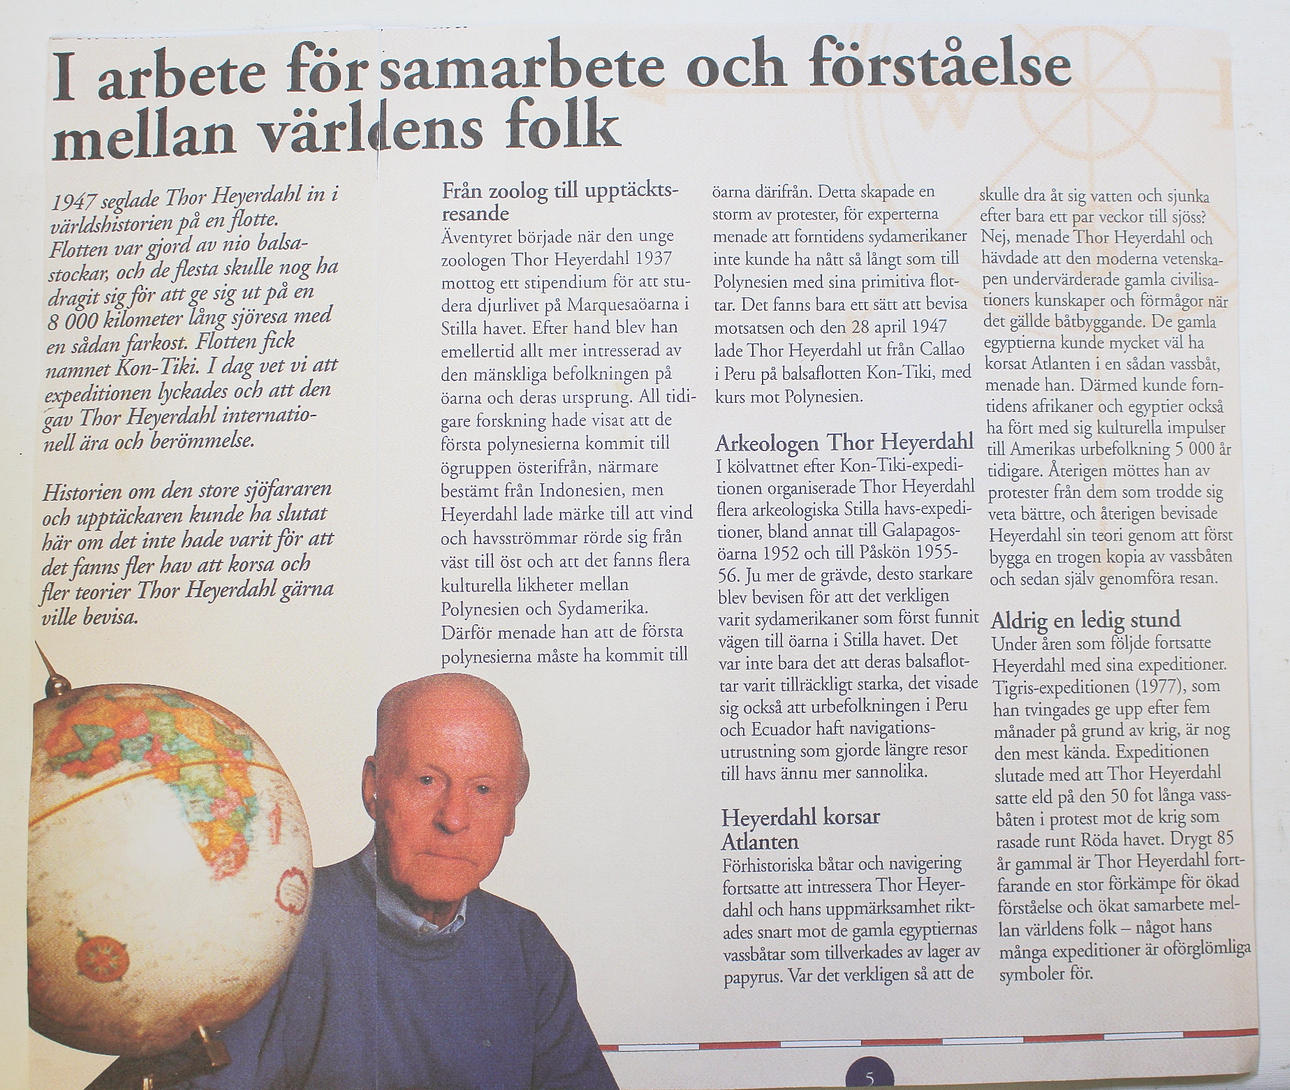 I arbete för samarbete och förståelse
mellan världens folk
1947 seglade Thor Heyerdahl in i
världshistorien på en flotte.
Flotten var gjord av nio balsa-
stockar, och de flesta skulle nog ha
dragit sig för att ge sig ut på en
8 000 kilometer lång sjöresa med
en sådan farkost. Flotten fick
namnet Kon-Tiki. I dag vet vi att
expeditionen lyckades och att den
gav Thor Heyerdahl internatio-
nell ära och berömmelse.
Historien om den store sjöfararen
och upptäckaren kunde ha slutat
här om det inte hade varit för att
det fanns fler hav att korsa och
fler teorier Thor Heyerdahl gärna
ville bevisa.
Från zoolog till upptäckts-
resande
Äventyret började när den unge
zoologen Thor Heyerdahl 1937
mottog ett stipendium för att stu-
dera djurlivet på Marquesaöarna i
Stilla havet. Efter hand blev han
emellertid allt mer intresserad av
den mänskliga befolkningen på
öarna och deras ursprung. All tidi-
gare forskning hade visat att de
första polynesierna kommit till
ögruppen österifrån, närmare
bestämt från Indonesien, men
Heyerdahl lade märke till att vind
och havsströmmar rörde sig från
väst till öst och att det fanns flera
kulturella likheter mellan
Polynesien och Sydamerika.
Därför menade han att de första
polynesierna måste ha kommit till
öarna därifrån. Detta skapade en
storm av protester, för experterna
menade att forntidens sydamerikaner
inte kunde ha nått så långt som till
Polynesien med sina primitiva flot-
tar. Det fanns bara ett sätt att bevisa
motsatsen och den 28 april 1947
lade Thor Heyerdahl ut från Callao
i Peru på balsaflotten Kon-Tiki, med
kurs mot Polynesien.
Arkeologen Thor Heyerdahl
I kölvattnet efter Kon-Tiki-expedi-
tionen organiserade Thor Heyerdahl
flera arkeologiska Stilla havs-expedi-
tioner, bland annat till Galapagos-
öarna 1952 och till Påskön 1955-
56. Ju mer de grävde, desto starkare
blev bevisen för att det verkligen
varit sydamerikaner som först funnit
vägen till öarna i Stilla havet. Det
var inte bara det att deras balsaflot-
tar varit tillräckligt starka, det visade
sig också att urbefolkningen i Peru
och Ecuador haft navigations-
utrustning som gjorde längre resor
till havs ännu mer sannolika.
Heyerdahl korsar
Atlanten
Förhistoriska båtar och navigering
fortsatte att intressera Thor Heyer-
dahl och hans uppmärksamhet rikt-
ades snart mot de gamla egyptiernas
vassbåtar som tillverkades av lager av
papyrus. Var det verkligen så att de
skulle dra åt sig vatten och sjunka
efter bara ett par veckor till sjöss?
Nej, menade Thor Heyerdahl och
hävdade att den moderna vetenska-
pen undervärderade gamla civilisa-
tioners kunskaper och förmågor när
det gällde båtbyggande. De gamla
egyptierna kunde mycket väl ha
korsat Atlanten i en sådan vassbåt,
menade han. Därmed kunde forn-
tidens afrikaner och egyptier också
ha fört med sig kulturella impulser
till Amerikas urbefolkning 5 000 år
tidigare. Återigen möttes han av
protester från dem som trodde sig
veta bättre, och återigen bevisade
Heyerdahl sin teori genom att först
bygga en trogen kopia av vassbåten
och sedan själv genomföra resan.
Aldrig en ledig stund
Under åren som följde fortsatte
Heyerdahl med sina expeditioner.
Tigris-expeditionen (1977), som
han tvingades ge upp efter fem
månader på grund av krig, är nog
den mest kända. Expeditionen
slutade med att Thor Heyerdahl
satte eld på den 50 fot långa vass-
båten i protest mot de krig som
rasade runt Röda havet. Drygt 85
år gammal är Thor Heyerdahl fort-
farande en stor förkämpe för ökad
förståelse och ökat samarbete mel-
lan världens folk – något hans
många expeditioner är oförglömliga
symboler för.
W
5